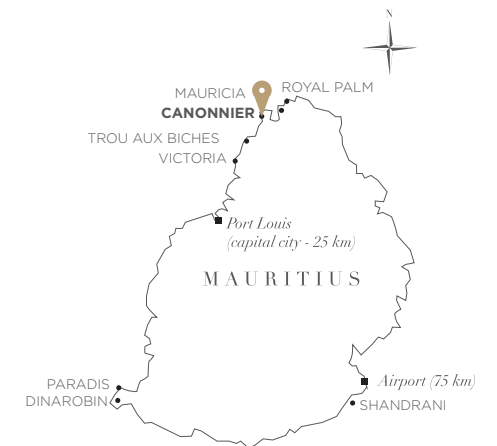 N
MAURICIA
ROYAL PALM
CANONNIER
TROU AUX BICHES
VICTORIA
Port Louis
(capital city - 25 km)
MAURITIUS
Airport (75 km)
PARADIS
DINAROBIN
SHANDRANI